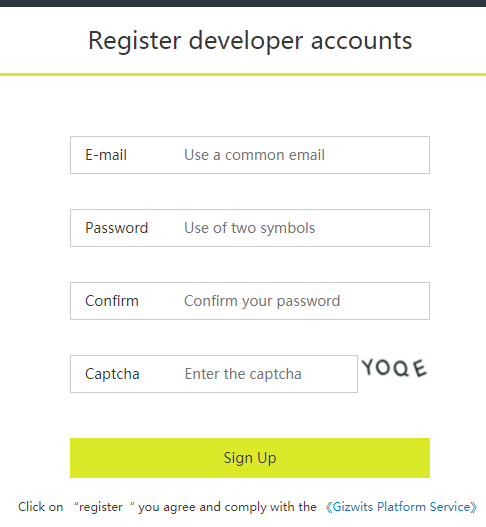 Register developer accounts
E-mail Use a common email
Password Use of two symbols
Confirm Confirm your password
Captcha Enter the captcha YOQE
Sign Up
Click on “register“ you agree and comply with the 《Gizwits Platform Service》